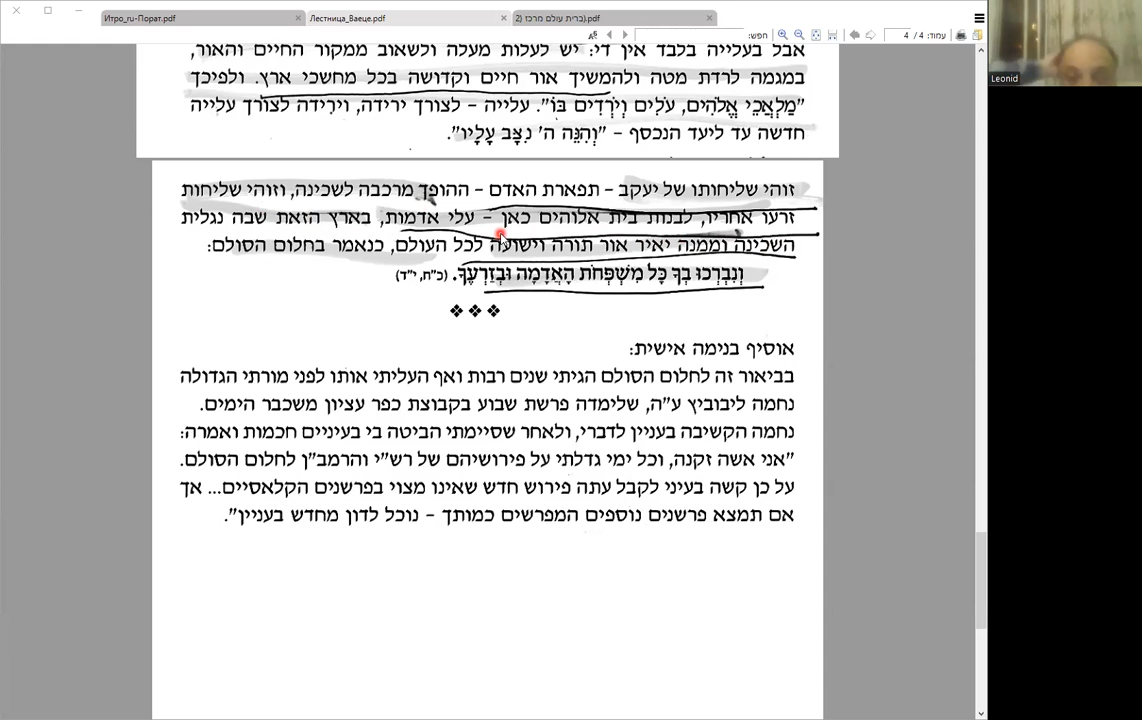 Итро_ru-Порат.pdf
Лестница_Ваеце.pdf
2) ברית עולם מרכז).pdf
עמוד: 4 / 4
חפש:
Leonid
אבל בעלייה בלבד אין די: יש לעלות מעלה ולשאוב ממקור החיים והאור,
במגמה לרדת מטה ולהמשיך אור חיים וקדושה בכל מחשכי ארץ. ולפיכך
"מַלְאֲכֵי אֱלֹהִים, עֹלִים וְיֹרְדִים בּוֹ". עלייה – לצורך ירידה, וירידה לצורך עלייה
חדשה עד ליעד הנכסף – "וְהִנֵּה ה' נִצָּב עָלָיו".
זוהי שליחותו של יעקב – תפארת האדם – ההופך מרכבה לשכינה, וזוהי שליחות
זרעו אחריו, לבנות בית אלוהים כאן – עלי אדמות, בארץ הזאת שבה נגלית
השכינה וממנה יאיר אור תורה וישועה לכל העולם, כנאמר בחלום הסולם:
וְנִבְרְכוּ בְךָ כָּל מִשְׁפְּחֹת הָאֲדָמָה וּבְזַרְעֶךָ. (כ"ח, י"ד)
אוסיף בנימה אישית:
בביאור זה לחלום הסולם הגיתי שנים רבות ואף העליתי אותו לפני מורתי הגדולה
נחמה ליבוביץ ע"ה, שלימדה פרשת שבוע בקבוצת כפר עציון משכבר הימים.
נחמה הקשיבה בעניין לדברי, ולאחר שסיימתי הביטה בי בעיניים חכמות ואמרה:
"אני אשה זקנה, וכל ימי גדלתי על פירושיהם של רש"י והרמב"ן לחלום הסולם.
על כן קשה בעיני לקבל עתה פירוש חדש שאינו מצוי בפרשנים הקלאסיים... אך
אם תמצא פרשנים נוספים המפרשים כמותך – נוכל לדון מחדש בעניין".